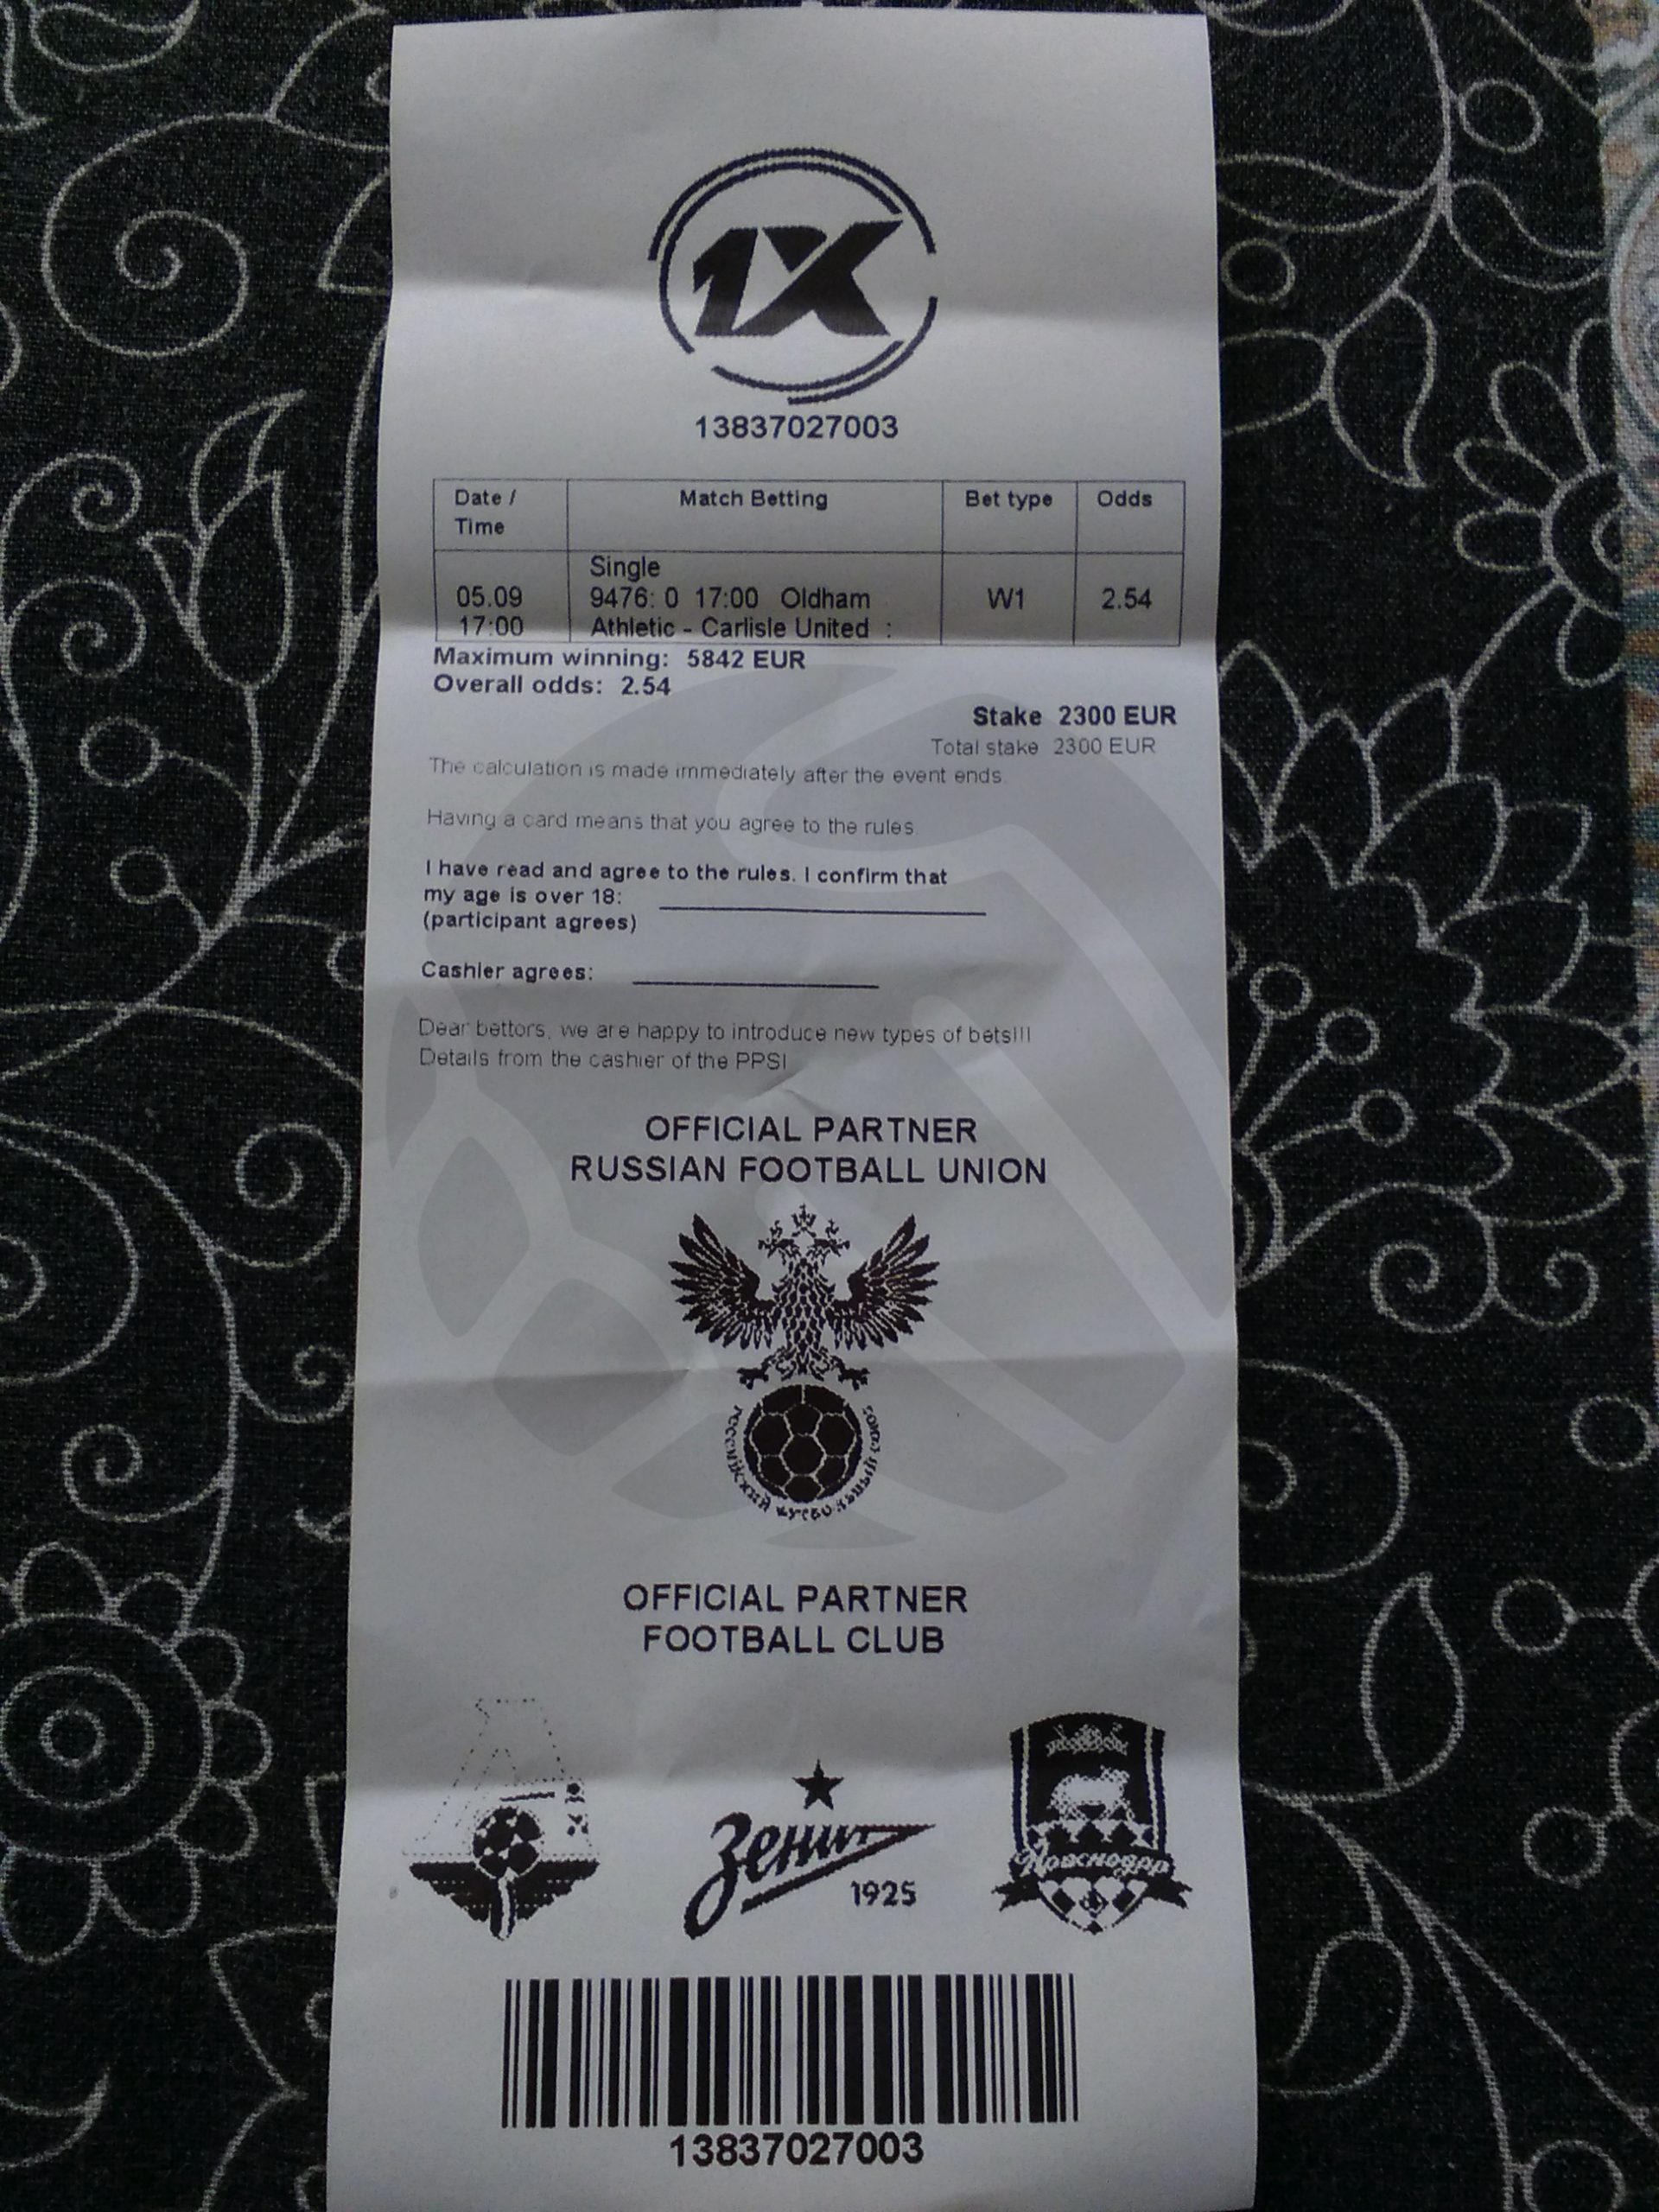 1X
13837027003
Date / Time Match Betting Bet type Odds
Single
05.09 9476: 0 17:00 Oldham W1 2.54
17:00 Athletic - Carlisle United :
Maximum winning: 5842 EUR
Overall odds: 2.54
Stake 2300 EUR
Total stake 2300 EUR
The calculation is made immediately after the event ends.
Having a card means that you agree to the rules.
I have read and agree to the rules. I confirm that
my age is over 18:
(participant agrees)
Cashier agrees:
Dear bettors, we are happy to introduce new types of bets!!!
Details from the cashier of the PPS!
OFFICIAL PARTNER
RUSSIAN FOOTBALL UNION
российский футбольный союз
OFFICIAL PARTNER
FOOTBALL CLUB
Зенит
1925
Краснодар
13837027003